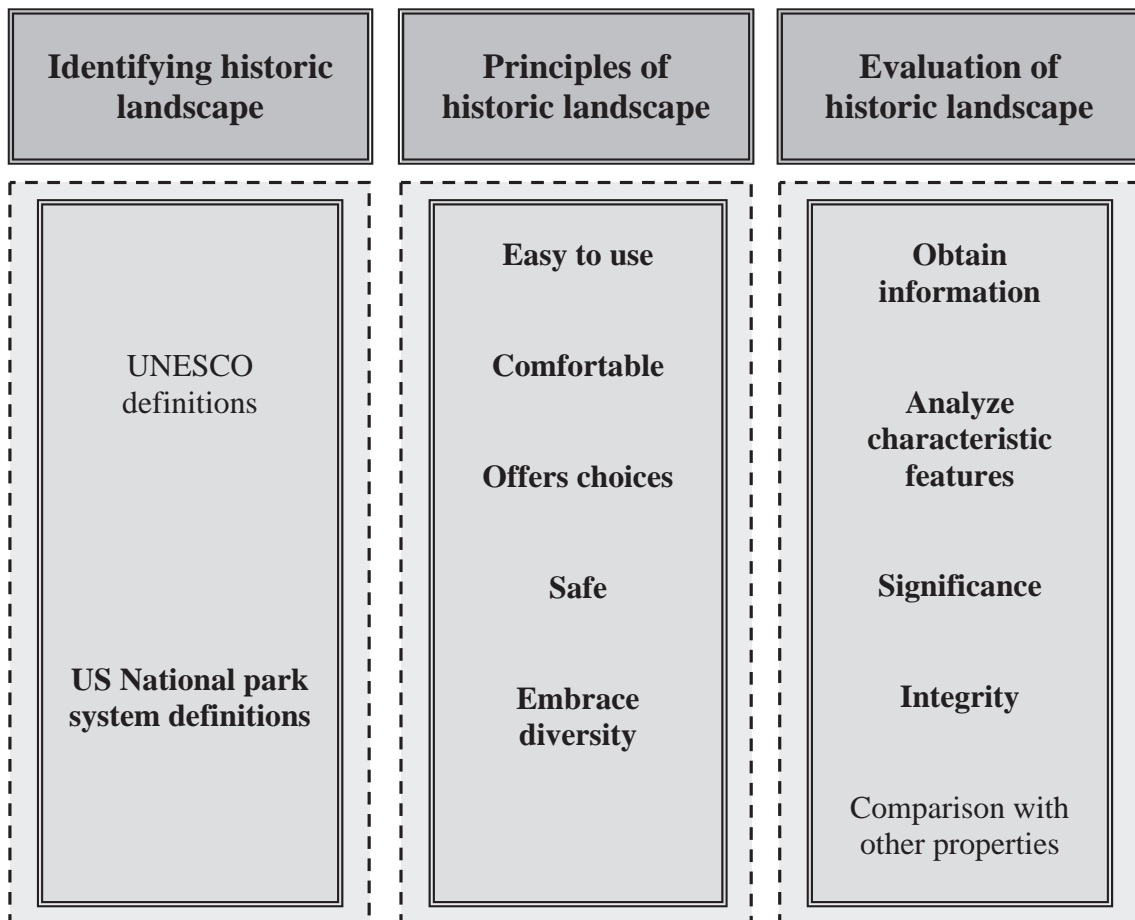 Identifying historic
landscape
Principles of
historic landscape
Evaluation of
historic landscape
UNESCO
definitions
US National park
system definitions
Easy to use
Comfortable
Offers choices
Safe
Embrace
diversity
Obtain
information
Analyze
characteristic
features
Significance
Integrity
Comparison with
other properties